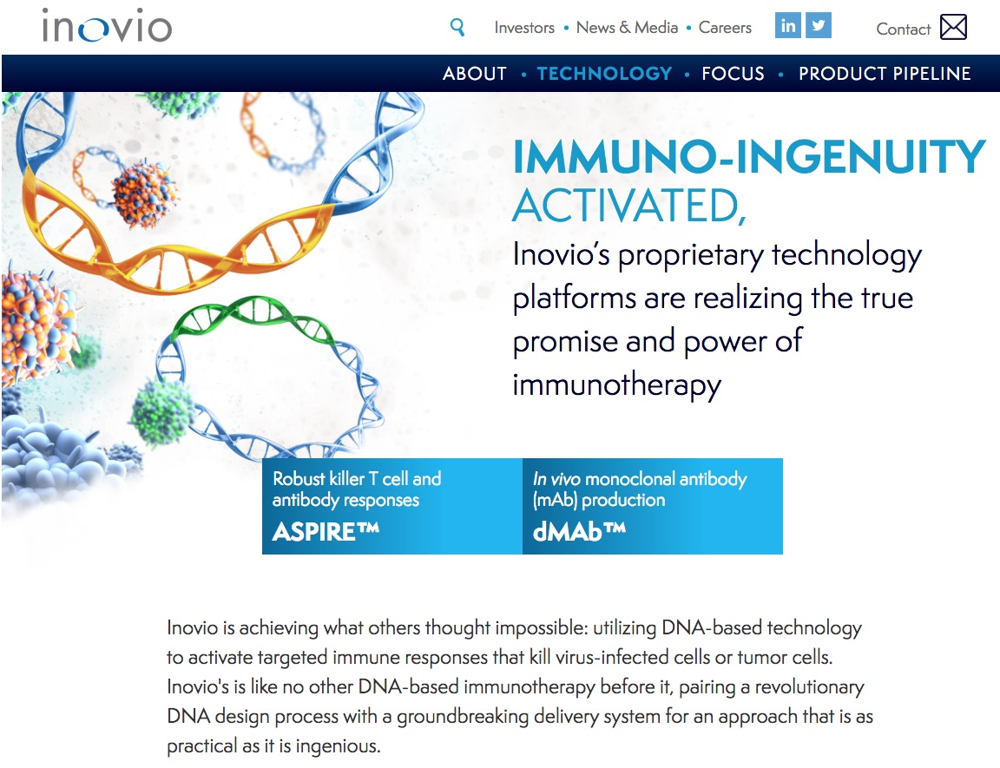 inovio
Investors • News & Media • Careers
in
Contact
ABOUT • TECHNOLOGY • FOCUS • PRODUCT PIPELINE
IMMUNO-INGENUITY
ACTIVATED,
Inovio’s proprietary technology
platforms are realizing the true
promise and power of
immunotherapy
Robust killer T cell and
antibody responses
ASPIRE™
In vivo monoclonal antibody
(mAb) production
dMAb™
Inovio is achieving what others thought impossible: utilizing DNA-based technology
to activate targeted immune responses that kill virus-infected cells or tumor cells.
Inovio's is like no other DNA-based immunotherapy before it, pairing a revolutionary
DNA design process with a groundbreaking delivery system for an approach that is as
practical as it is ingenious.